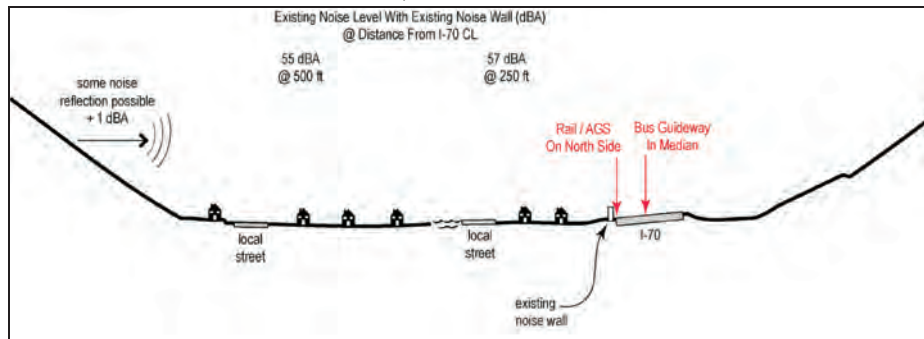 Existing Noise Level With Existing Noise Wall (dBA)
@ Distance From I-70 CL
55 dBA
@ 500 ft
57 dBA
@ 250 ft
some noise
reflection possible
+ 1 dBA
Rail / AGS
On North Side
Bus Guideway
In Median
local
street
local
street
I-70
existing
noise wall